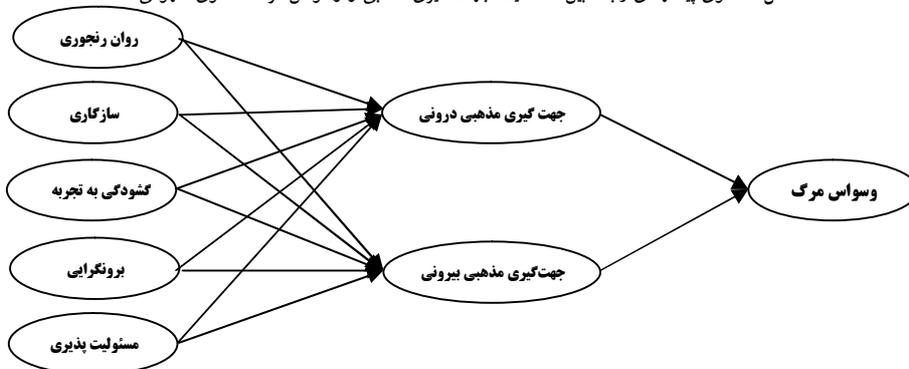 روان رنجوری
سازگاری
گشودگی به تجربه
برونگرایی
مسئولیت پذیری
جهت گیری مذهبی درونی
جهت‌گیری مذهبی بیرونی
وسواس مرگ